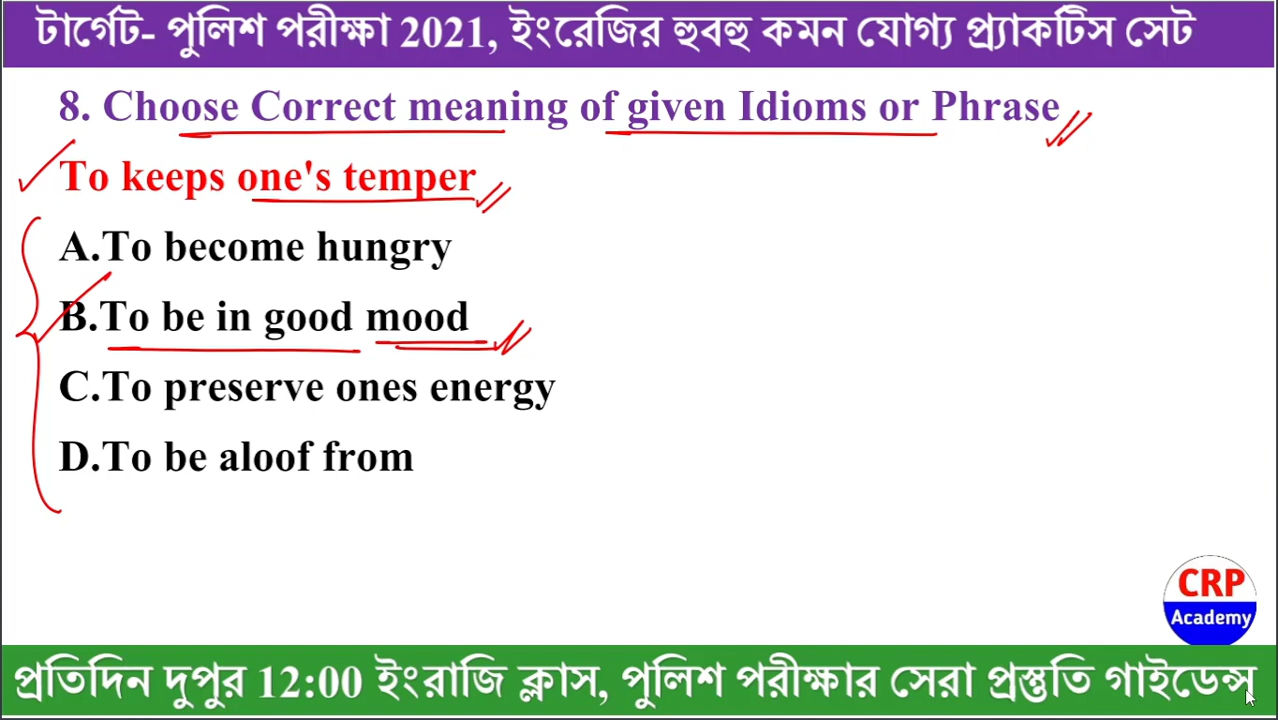 টার্গেট- পুলিশ পরীক্ষা 2021, ইংরেজির হুবহু কমন যোগ্য প্র্যাকটিস সেট
8. Choose Correct meaning of given Idioms or Phrase
To keeps one's temper
A.To become hungry
B.To be in good mood
C.To preserve ones energy
D.To be aloof from
CRP
Academy
প্রতিদিন দুপুর 12:00 ইংরাজি ক্লাস, পুলিশ পরীক্ষার সেরা প্রস্তুতি গাইডেন্স